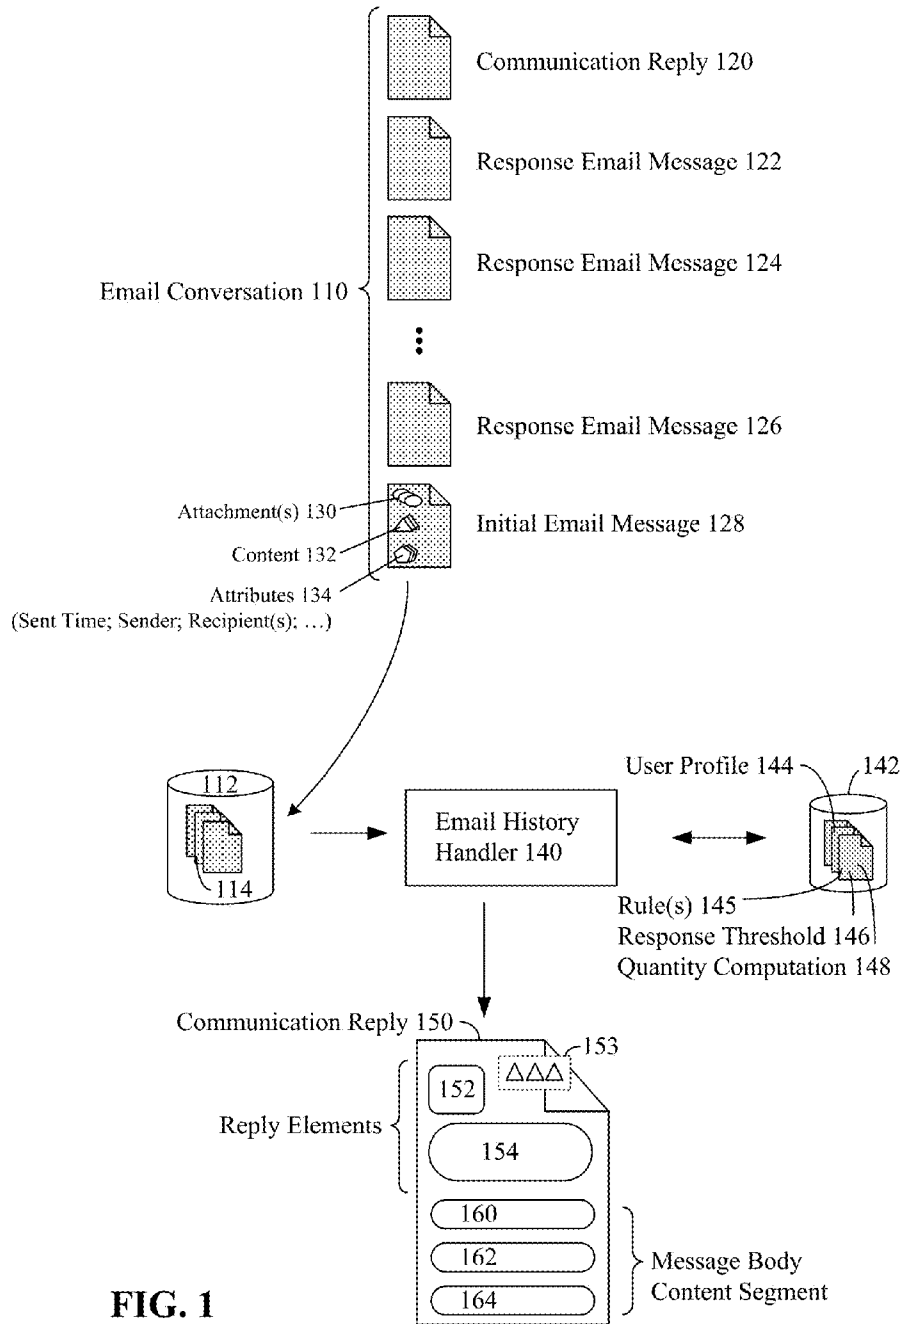 Communication Reply 120
Response Email Message 122
Response Email Message 124
Email Conversation 110
Response Email Message 126
Attachment(s) 130
Initial Email Message 128
Content 132
Attributes 134
(Sent Time; Sender; Recipient(s); …)
112
114
Email History
Handler 140
User Profile 144
142
Rule(s) 145
Response Threshold 146
Quantity Computation 148
Communication Reply 150
153
152
Reply Elements
154
160
162
164
Message Body
Content Segment
FIG. 1